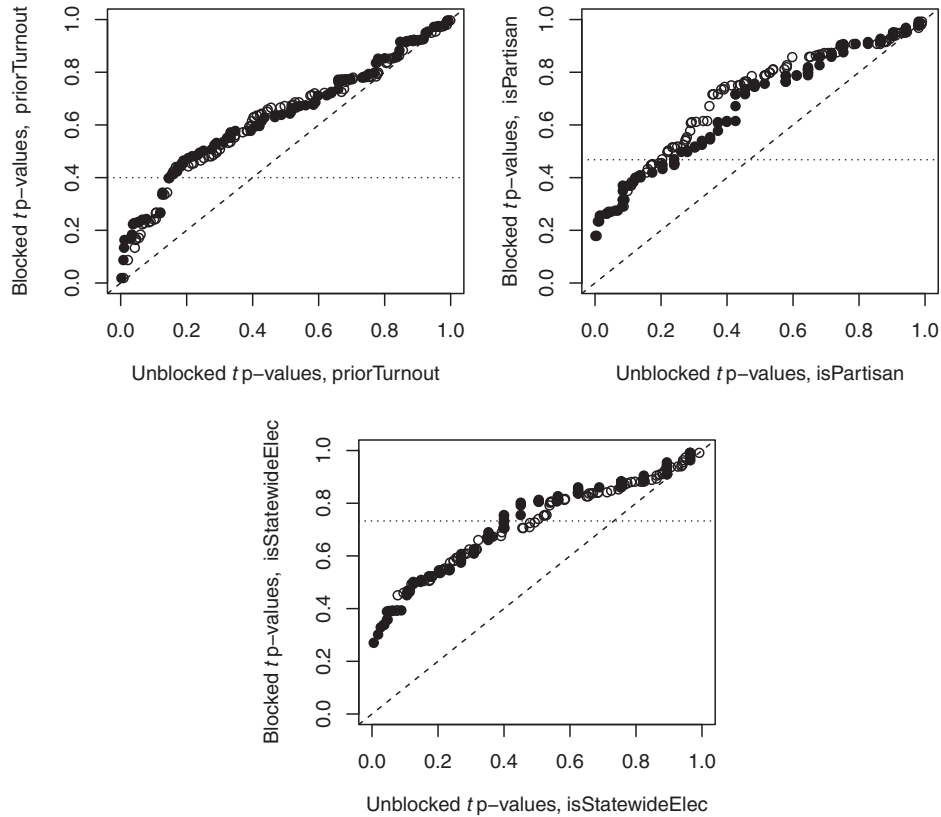 Blocked t p−values, priorTurnout
1.0
0.8
0.6
0.4
0.2
0.0
0.0 0.2 0.4 0.6 0.8 1.0
Unblocked t p−values, priorTurnout
Blocked t p−values, isPartisan
1.0
0.8
0.6
0.4
0.2
0.0
0.0 0.2 0.4 0.6 0.8 1.0
Unblocked t p−values, isPartisan
Blocked t p−values, isStatewideElec
1.0
0.8
0.6
0.4
0.2
0.0
0.0 0.2 0.4 0.6 0.8 1.0
Unblocked t p−values, isStatewideElec